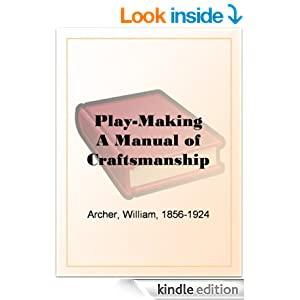 Look inside
Play-Making
A Manual of
Craftsmanship
Archer, William, 1856-1924
kindle edition